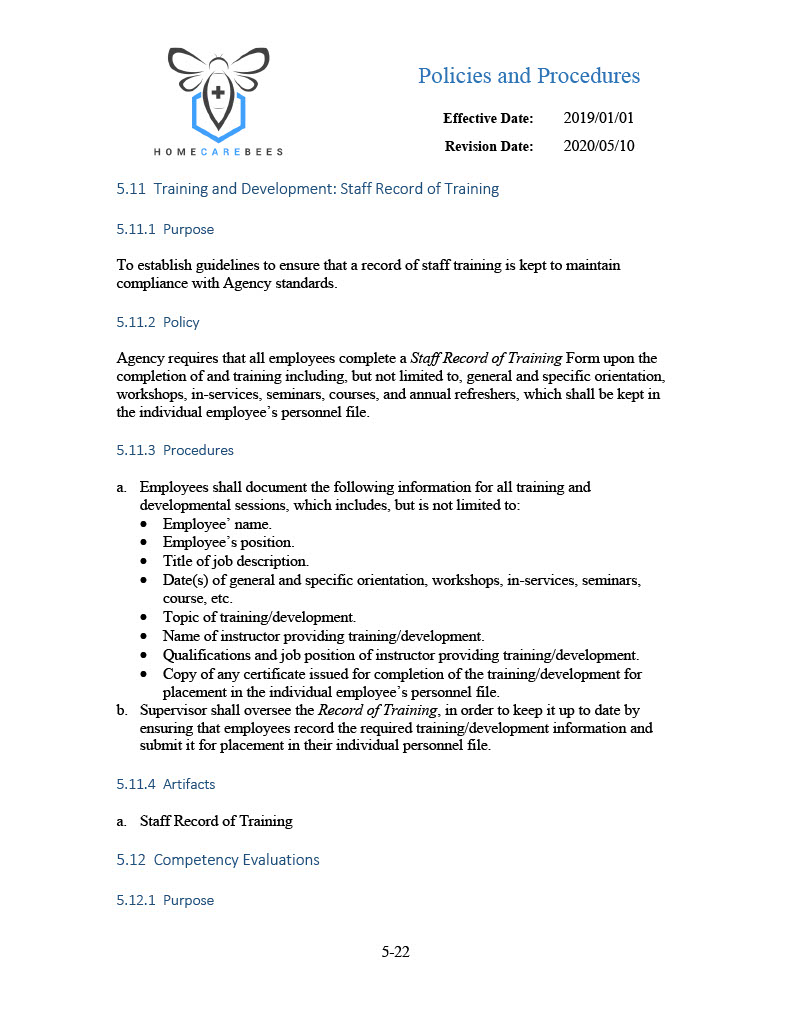 Policies and Procedures
Effective Date: 2019/01/01
Revision Date: 2020/05/10
HOMECAREBEES
5.11 Training and Development: Staff Record of Training
5.11.1 Purpose
To establish guidelines to ensure that a record of staff training is kept to maintain
compliance with Agency standards.
5.11.2 Policy
Agency requires that all employees complete a Staff Record of Training Form upon the
completion of and training including, but not limited to, general and specific orientation,
workshops, in-services, seminars, courses, and annual refreshers, which shall be kept in
the individual employee’s personnel file.
5.11.3 Procedures
a. Employees shall document the following information for all training and
developmental sessions, which includes, but is not limited to:
• Employee’ name.
• Employee’s position.
• Title of job description.
• Date(s) of general and specific orientation, workshops, in-services, seminars,
course, etc.
• Topic of training/development.
• Name of instructor providing training/development.
• Qualifications and job position of instructor providing training/development.
• Copy of any certificate issued for completion of the training/development for
placement in the individual employee’s personnel file.
b. Supervisor shall oversee the Record of Training, in order to keep it up to date by
ensuring that employees record the required training/development information and
submit it for placement in their individual personnel file.
5.11.4 Artifacts
a. Staff Record of Training
5.12 Competency Evaluations
5.12.1 Purpose
5-22